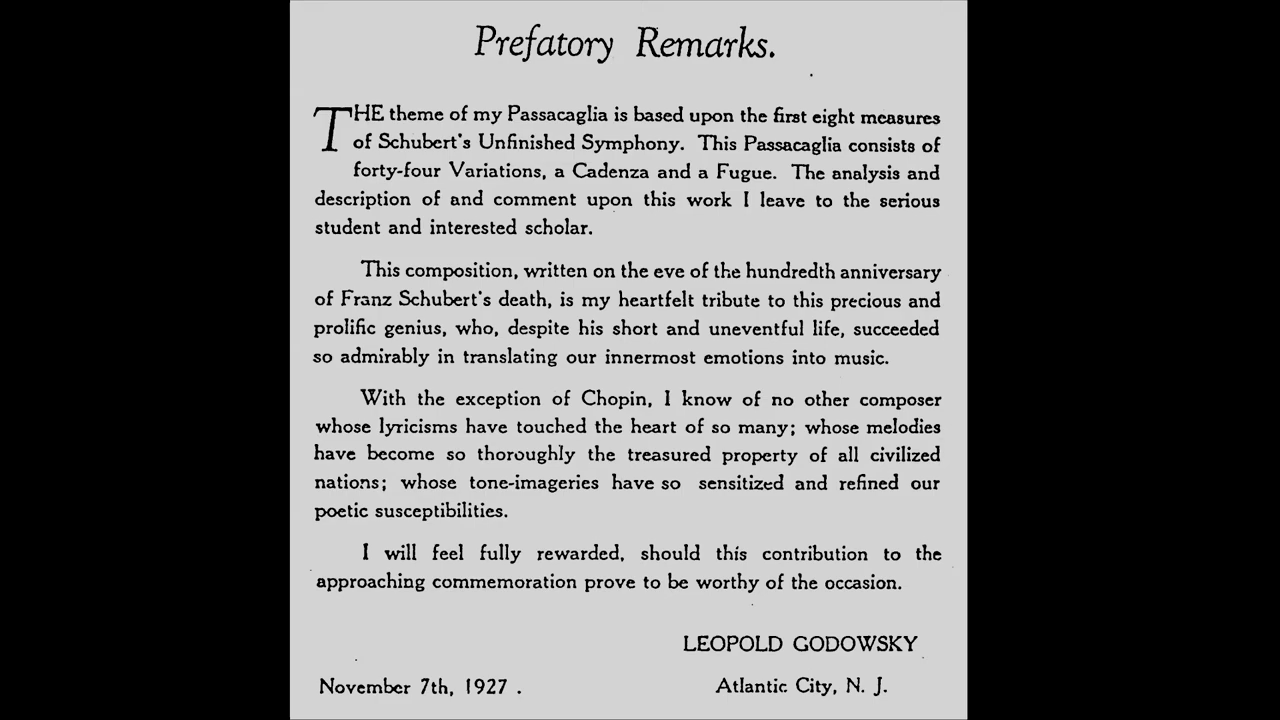 Prefatory Remarks.
THE theme of my Passacaglia is based upon the first eight measures
of Schubert's Unfinished Symphony. This Passacaglia consists of
forty-four Variations, a Cadenza and a Fugue. The analysis and
description of and comment upon this work I leave to the serious
student and interested scholar.
This composition, written on the eve of the hundredth anniversary
of Franz Schubert's death, is my heartfelt tribute to this precious and
prolific genius, who, despite his short and uneventful life, succeeded
so admirably in translating our innermost emotions into music.
With the exception of Chopin, I know of no other composer
whose lyricisms have touched the heart of so many; whose melodies
have become so thoroughly the treasured property of all civilized
nations; whose tone-imageries have so sensitized and refined our
poetic susceptibilities.
I will feel fully rewarded, should this contribution to the
approaching commemoration prove to be worthy of the occasion.
LEOPOLD GODOWSKY
November 7th, 1927 . Atlantic City, N. J.